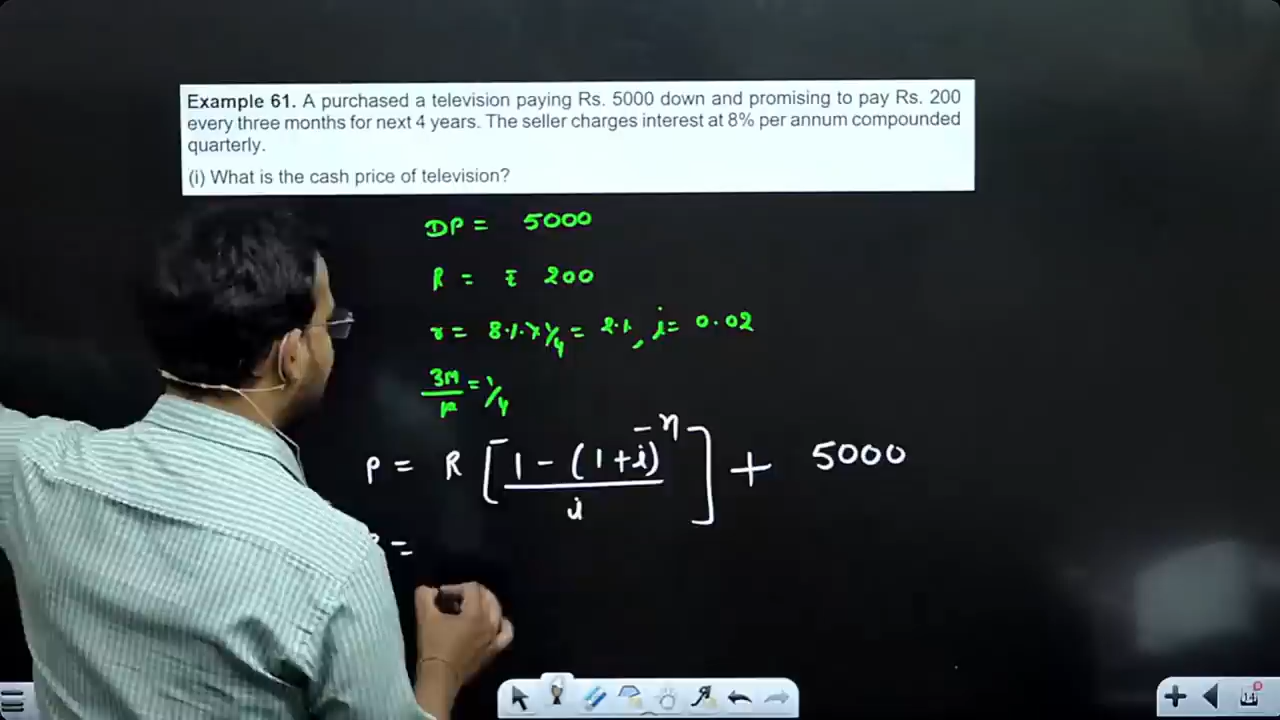 Example 61. A purchased a television paying Rs. 5000 down and promising to pay Rs. 200
every three months for next 4 years. The seller charges interest at 8% per annum compounded
quarterly.
(i) What is the cash price of television?
DP = 5000
R = ₹ 200
r = 8% × 1/4 = 2%, i = 0.02
3M/12 = 1/4
P = R [1 - (1+i)^-n / i] + 5000
=